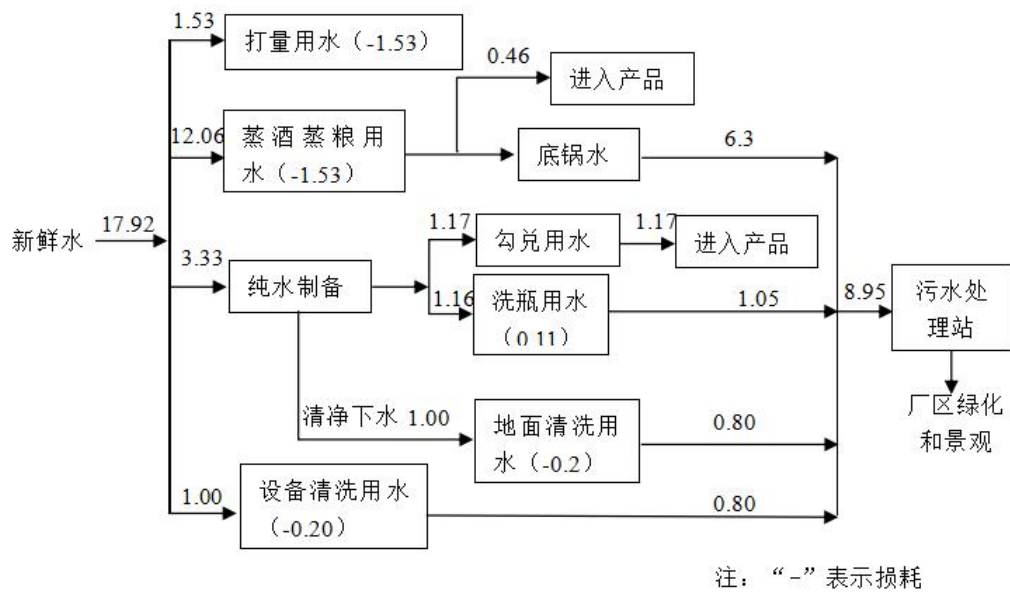 1.53
打量用水（-1.53）
0.46
进入产品
12.06
蒸酒蒸粮用
水（-1.53）
底锅水
6.3
新鲜水
17.92
1.17
勾兑用水
1.17
进入产品
3.33
纯水制备
1.16
洗瓶用水
（0.11）
1.05
8.95
污水处
理站
厂区绿化
和景观
清净下水 1.00
地面清洗用
水（-0.2）
0.80
1.00
设备清洗用水
（-0.20）
0.80
注：“-”表示损耗